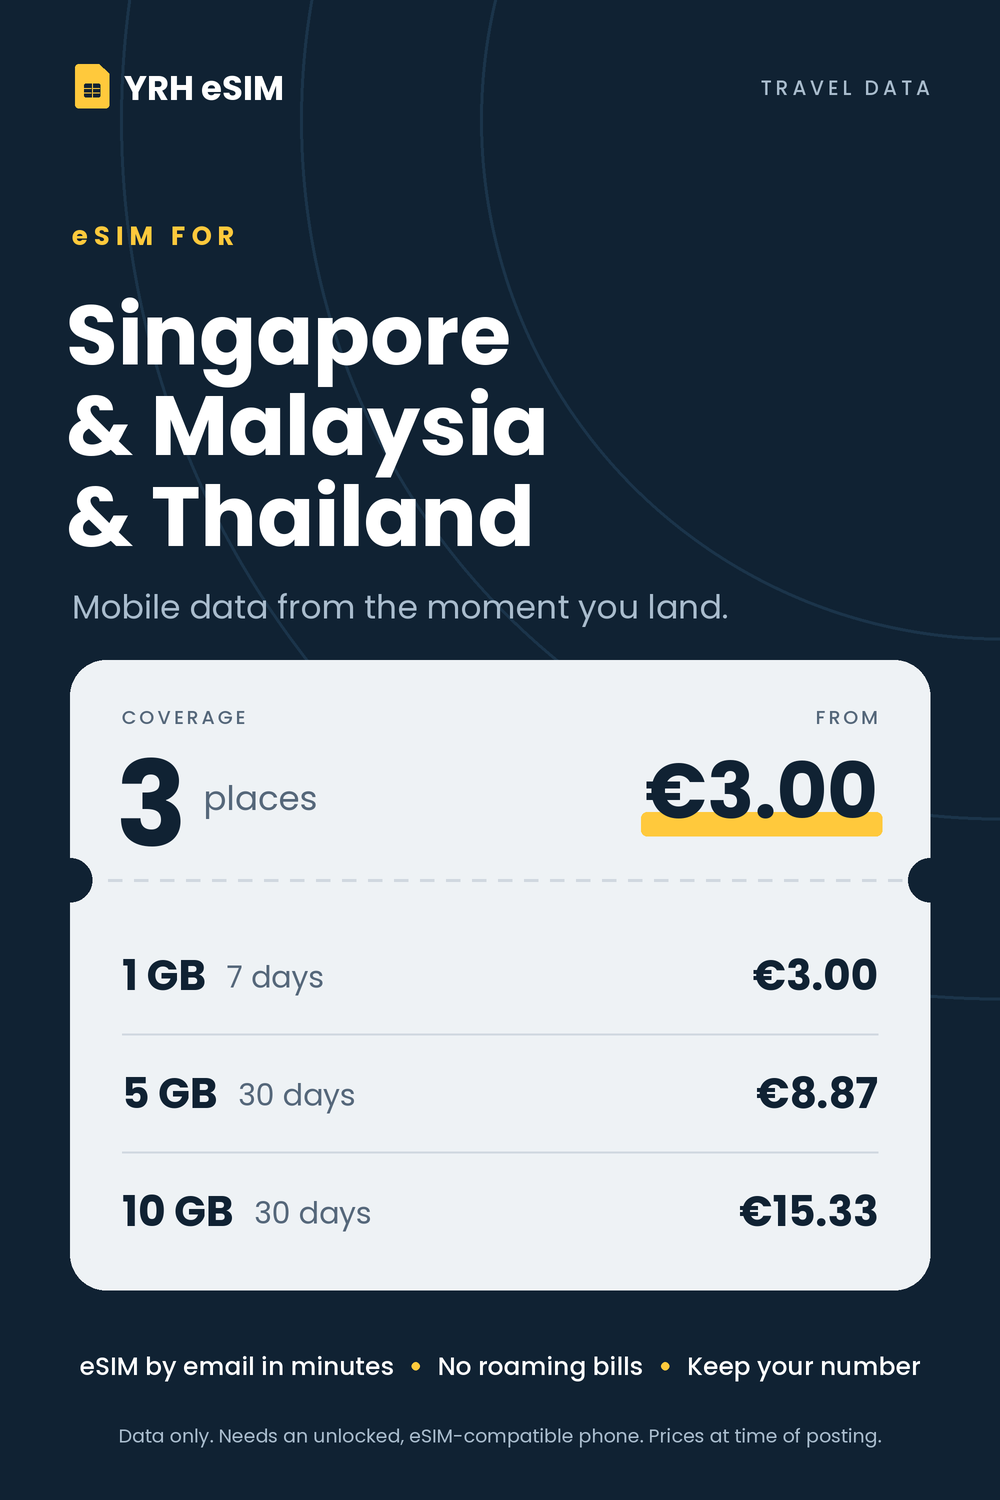 YRH eSIM
TRAVEL DATA
eSIM FOR
Singapore
& Malaysia
& Thailand
Mobile data from the moment you land.
COVERAGE
FROM
3 places
€3.00
1 GB 7 days
€3.00
5 GB 30 days
€8.87
10 GB 30 days
€15.33
eSIM by email in minutes • No roaming bills • Keep your number
Data only. Needs an unlocked, eSIM-compatible phone. Prices at time of posting.